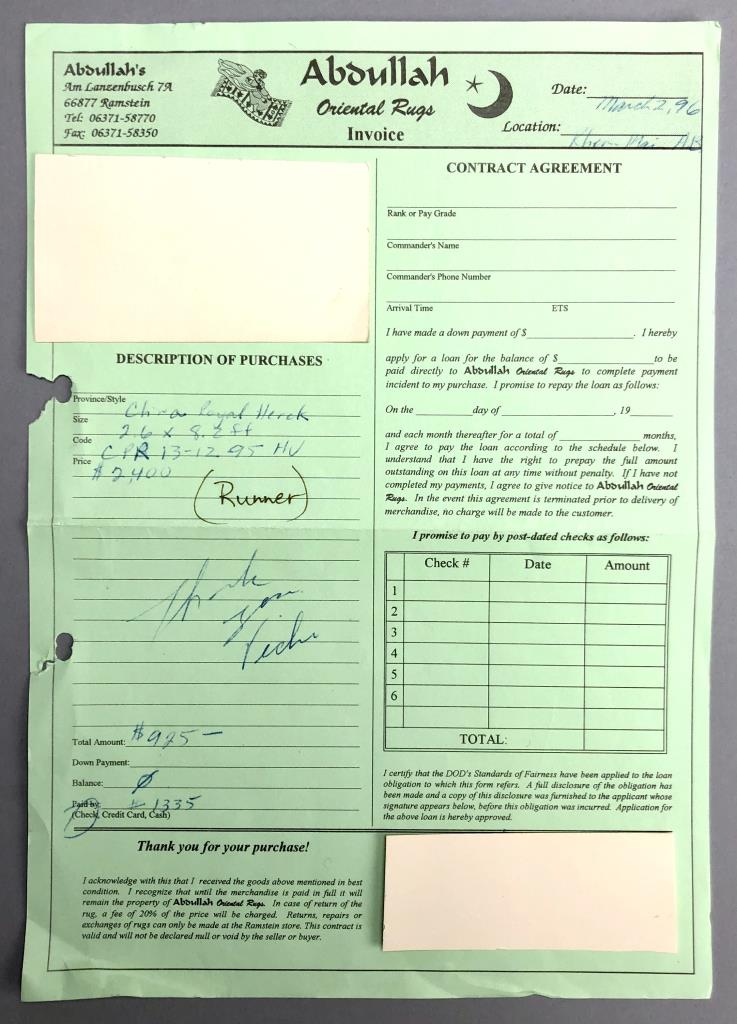 Abdullah's
Am Lanzenbusch 7A
66877 Ramstein
Tel: 06371-58770
Fax: 06371-58350
Abdullah
Oriental Rugs
Invoice
Date: March 2, 96
Location: AB
DESCRIPTION OF PURCHASES
Province/Style
China Royal
Size
2.6 x 8.2 ft
Code
CPR 13-12 95 HV
Price
$2,400
(Runner)
Thank
you
Total Amount: $925 —
Down Payment:
Balance: Ø
Paid by: # 1335
(Check, Credit Card, Cash)
Thank you for your purchase!
I acknowledge with this that I received the goods above mentioned in best
condition. I recognize that until the merchandise is paid in full it will
remain the property of Abdullah Oriental Rugs. In case of return of the
rug, a fee of 20% of the price will be charged. Returns, repairs or
exchanges of rugs can only be made at the Ramstein store. This contract is
valid and will not be declared null or void by the seller or buyer.
CONTRACT AGREEMENT
Rank or Pay Grade
Commander's Name
Commander's Phone Number
Arrival Time ETS
I have made a down payment of $ . I hereby
apply for a loan for the balance of $ to be
paid directly to Abdullah Oriental Rugs to complete payment
incident to my purchase. I promise to repay the loan as follows:
On the day of , 19
and each month thereafter for a total of months,
I agree to pay the loan according to the schedule below. I
understand that I have the right to prepay the full amount
outstanding on this loan at any time without penalty. If I have not
completed my payments, I agree to give notice to Abdullah Oriental
Rugs. In the event this agreement is terminated prior to delivery of
merchandise, no charge will be made to the customer.
I promise to pay by post-dated checks as follows:
Check # Date Amount
1
2
3
4
5
6
TOTAL:
I certify that the DOD's Standards of Fairness have been applied to the loan
obligation to which this form refers. A full disclosure of the obligation has
been made and a copy of this disclosure was furnished to the applicant whose
signature appears below, before this obligation was incurred. Application for
the above loan is hereby approved.